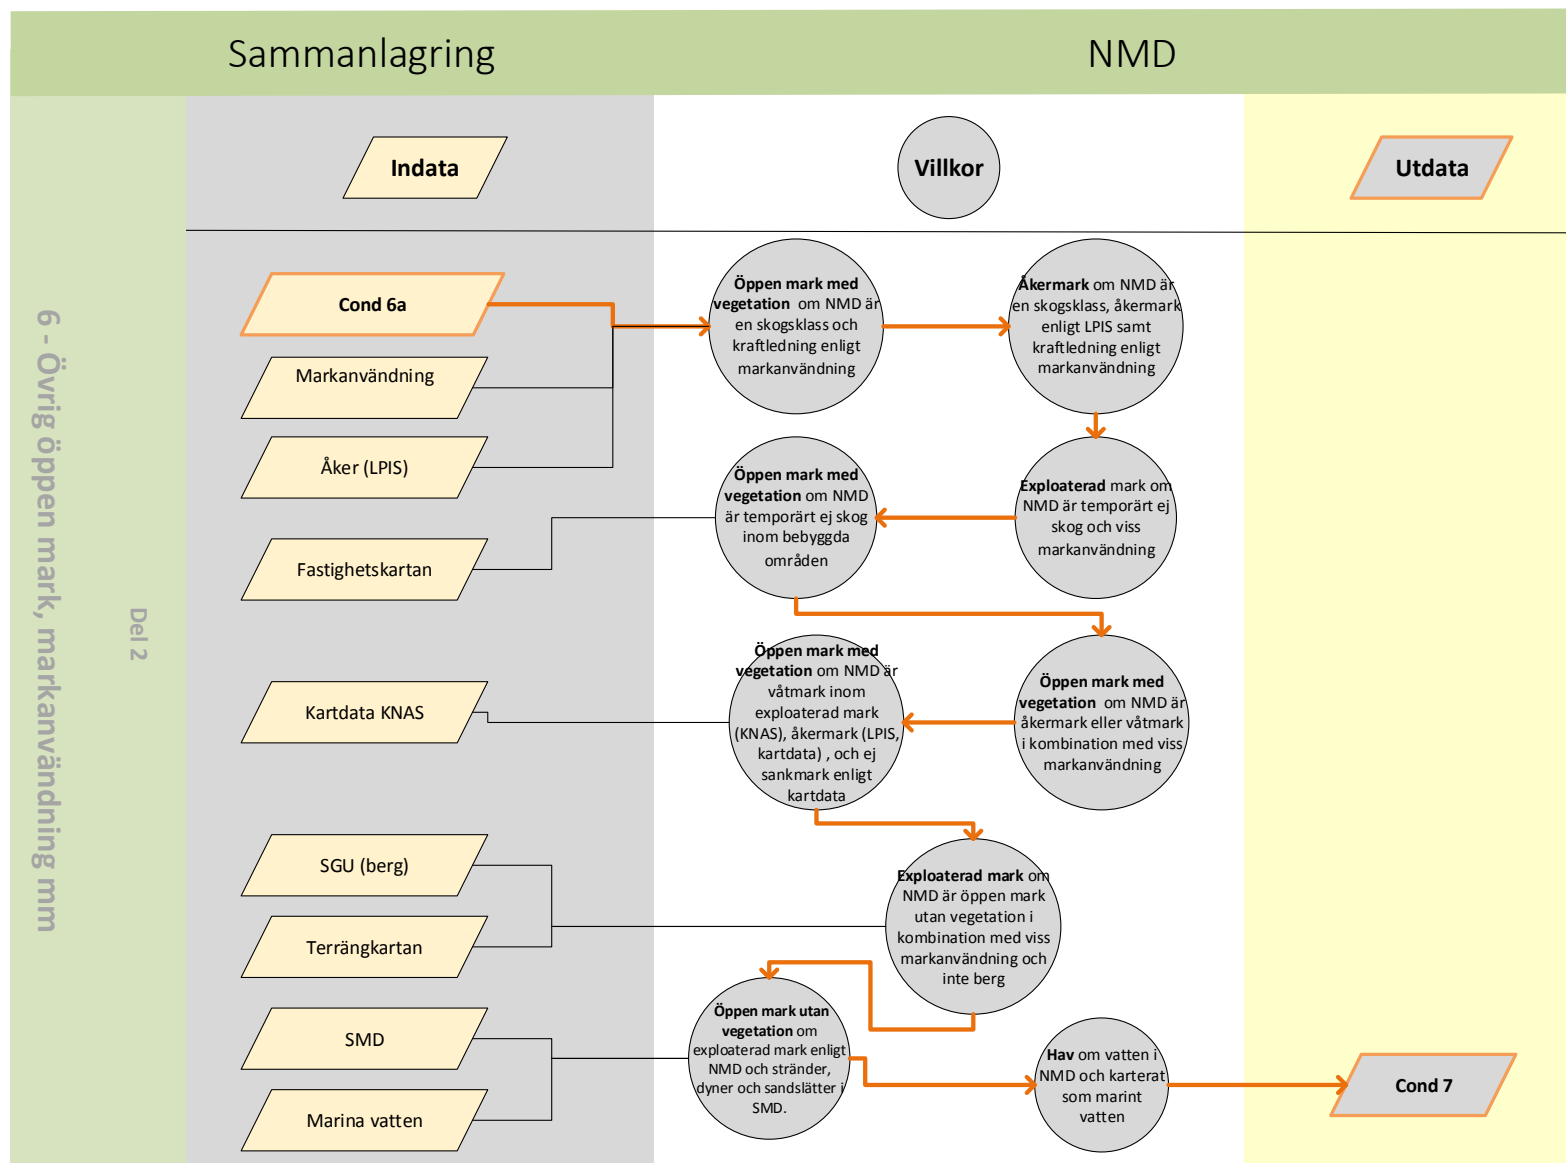 Sammanlagring
NMD
Indata
Villkor
Utdata
6 - Övrig öppen mark, markanvändning mm
Del 2
Cond 6a
Markanvändning
Åker (LPIS)
Fastighetskartan
Kartdata KNAS
SGU (berg)
Terrängkartan
SMD
Marina vatten
Öppen mark med
vegetation om NMD är
en skogsklass och
kraftledning enligt
markanvändning
Åkermark om NMD är
en skogsklass, åkermark
enligt LPIS samt
kraftledning enligt
markanvändning
Exploaterad mark om
NMD är temporärt ej
skog och viss
markanvändning
Öppen mark med
vegetation om NMD
är temporärt ej skog
inom bebyggda
områden
Öppen mark med
vegetation om NMD är
åkermark eller våtmark
i kombination med viss
markanvändning
Öppen mark med
vegetation om NMD är
våtmark inom
exploaterad mark
(KNAS), åkermark (LPIS,
kartdata) , och ej
sankmark enligt
kartdata
Exploaterad mark om
NMD är öppen mark
utan vegetation i
kombination med viss
markanvändning och
inte berg
Öppen mark utan
vegetation om
exploaterad mark enligt
NMD och stränder,
dyner och sandslätter i
SMD.
Hav om vatten i
NMD och karterat
som marint
vatten
Cond 7